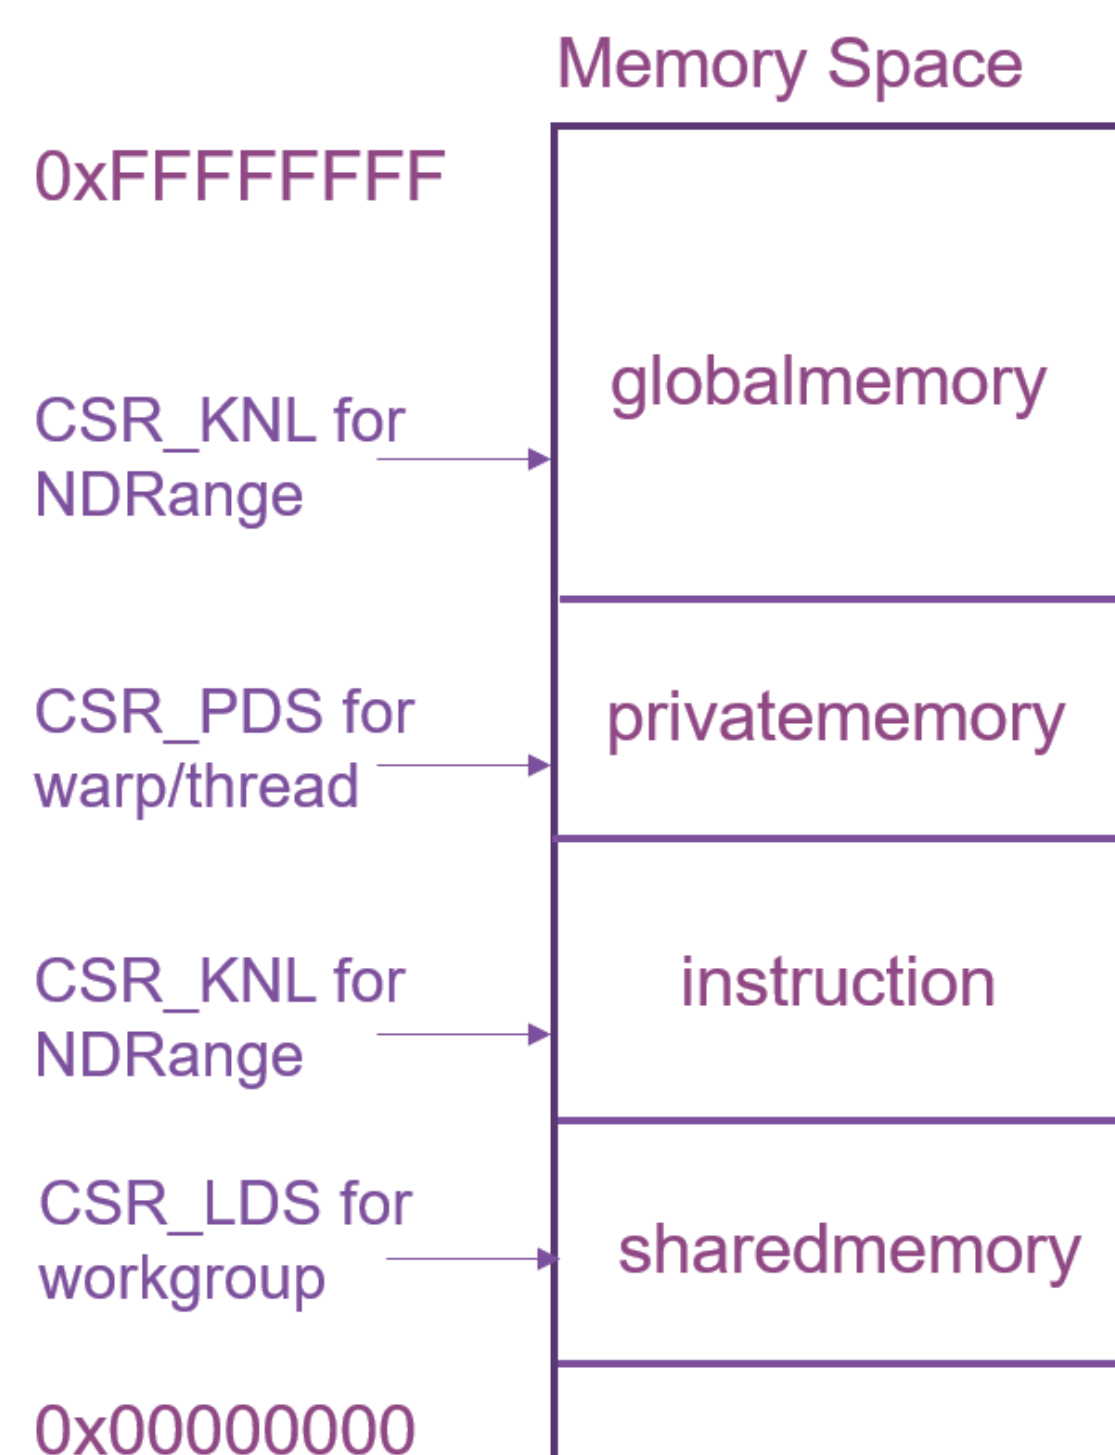 Memory Space
0xFFFFFFFF
globalmemory
CSR_KNL for
NDRange
privatememory
CSR_PDS for
warp/thread
instruction
CSR_KNL for
NDRange
CSR_LDS for
workgroup
sharedmemory
0x00000000